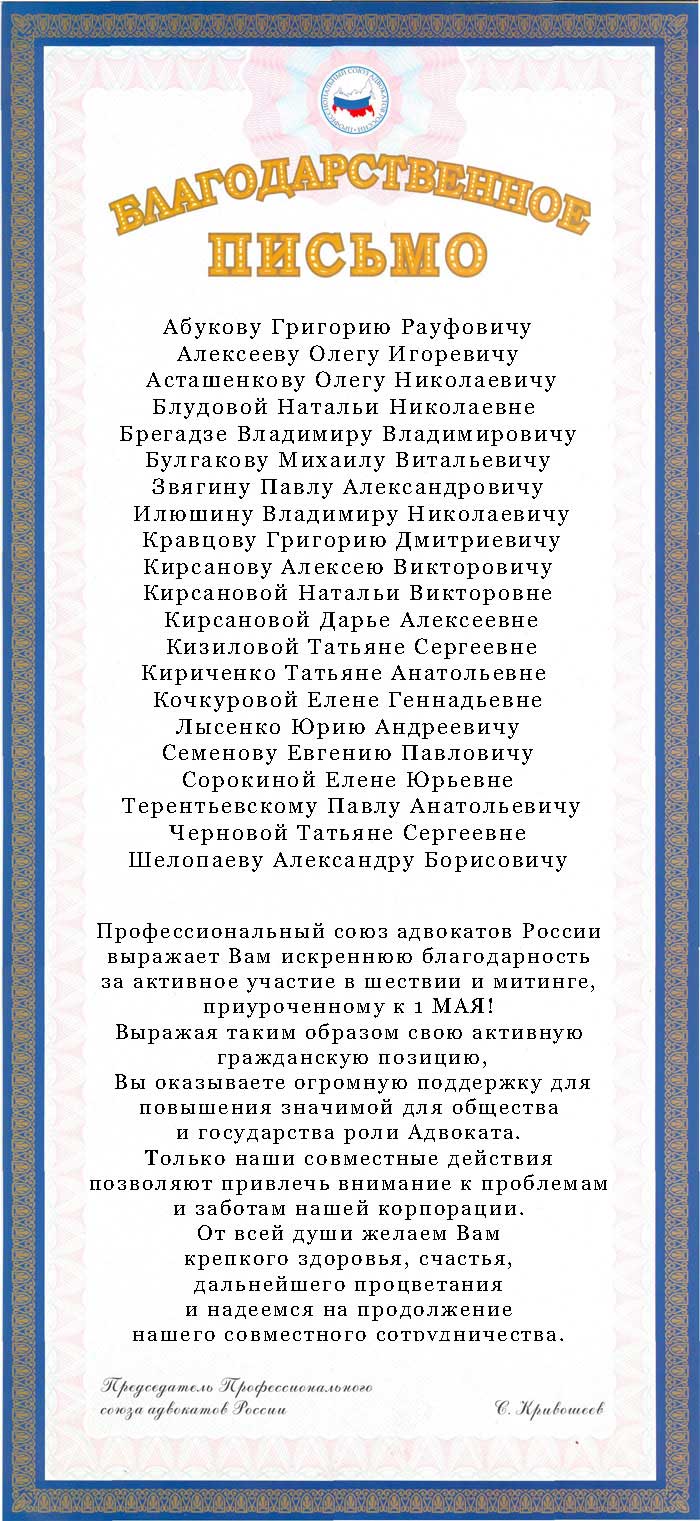 ПРОФЕССИОНАЛЬНЫЙ СОЮЗ АДВОКАТОВ РОССИИ
БЛАГОДАРСТВЕННОЕ
ПИСЬМО
Абукову Григорию Рауфовичу
Алексееву Олегу Игоревичу
Асташенкову Олегу Николаевичу
Блудовой Натальи Николаевне
Брегадзе Владимиру Владимировичу
Булгакову Михаилу Витальевичу
Звягину Павлу Александровичу
Илюшину Владимиру Николаевичу
Кравцову Григорию Дмитриевичу
Кирсанову Алексею Викторовичу
Кирсановой Натальи Викторовне
Кирсановой Дарье Алексеевне
Кизиловой Татьяне Сергеевне
Кириченко Татьяне Анатольевне
Кочкуровой Елене Геннадьевне
Лысенко Юрию Андреевичу
Семенову Евгению Павловичу
Сорокиной Елене Юрьевне
Терентьевскому Павлу Анатольевичу
Черновой Татьяне Сергеевне
Шелопаеву Александру Борисовичу
Профессиональный союз адвокатов России
выражает Вам искреннюю благодарность
за активное участие в шествии и митинге,
приуроченному к 1 МАЯ!
Выражая таким образом свою активную
гражданскую позицию,
Вы оказываете огромную поддержку для
повышения значимой для общества
и государства роли Адвоката.
Только наши совместные действия
позволяют привлечь внимание к проблемам
и заботам нашей корпорации.
От всей души желаем Вам
крепкого здоровья, счастья,
дальнейшего процветания
и надеемся на продолжение
нашего совместного сотрудничества.
Председатель Профессионального
союза адвокатов России
С. Кривошеев